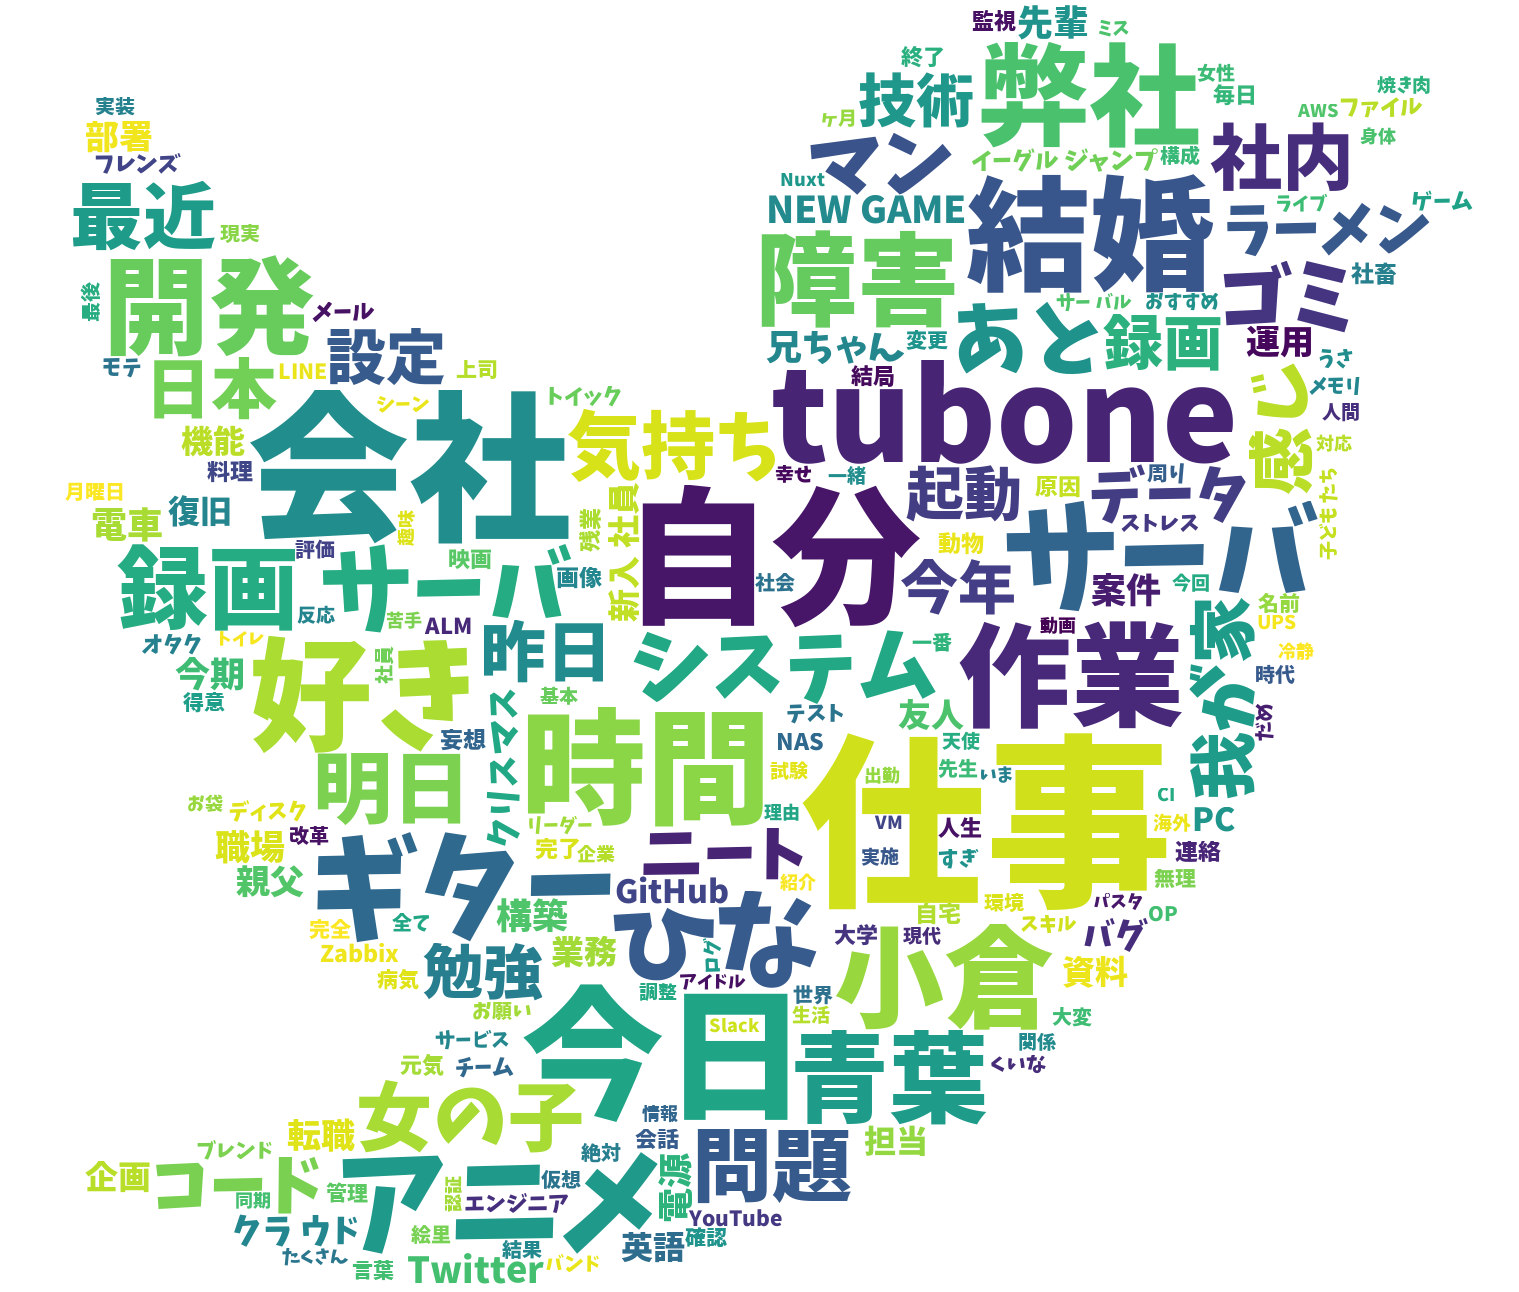 監視
先輩
ミス
終了
弊社
女性
焼き肉
技術
毎日
AWS
ファイル
実装
ヶ月
身体
部署
マン
イーグル ジャンプ
構成
社内
フレンズ
Nuxt
結婚
最近
NEW GAME
ライブ
ゲーム
現実
障害
ラーメン
開発
ゴミ
社畜
最後
メール
サーバル
おすすめ
設定
兄ちゃん
変更
あと
録画
運用
うさ
モテ
日本
LINE
上司
結局
感じ
メモリ
会社
シーン
トイック
tubone
人間
機能
気持ち
対応
料理
幸せ
一緒
起動
原因
周り
データ
月曜日
復旧
自分
ストレス
子どもたち
電車
趣味
残業
新入社員
サーバ
録画
評価
映画
動物
サーバ
画像
社会
今年
案件
今回
反応
苦手
ALM
動画
我が家
名前
UPS
オタク
トイレ
昨日
システム
一番
作業
冷静
今期
好き
社員
時代
得意
基本
クリスマス
テスト
友人
だめ
妄想
時間
NAS
天使
明日
試験
仕事
出勤
先生
いま
お袋
ディスク
理由
CI
職場
改革
リーダー
VM
人生
海外
PC
ギター
完了
企業
ニート
実施
すぎ
連絡
親父
GitHub
紹介
無理
構築
ひな
自宅
環境
パスタ
OP
完全
全て
大学
現代
スキル
バグ
Zabbix
業務
ログ
小倉
資料
病気
勉強
アイドル
調整
世界
お願い
今日
Slack
生活
大変
サービス
青葉
関係
元気
チーム
くいな
女の子
情報
転職
会話
問題
担当
ブレンド
絶対
企画
コード
アニメ
仮想
電源
管理
認証
エンジニア
同期
YouTube
クラウド
絵里
結果
英語
確認
たくさん
言葉
Twitter
バンド